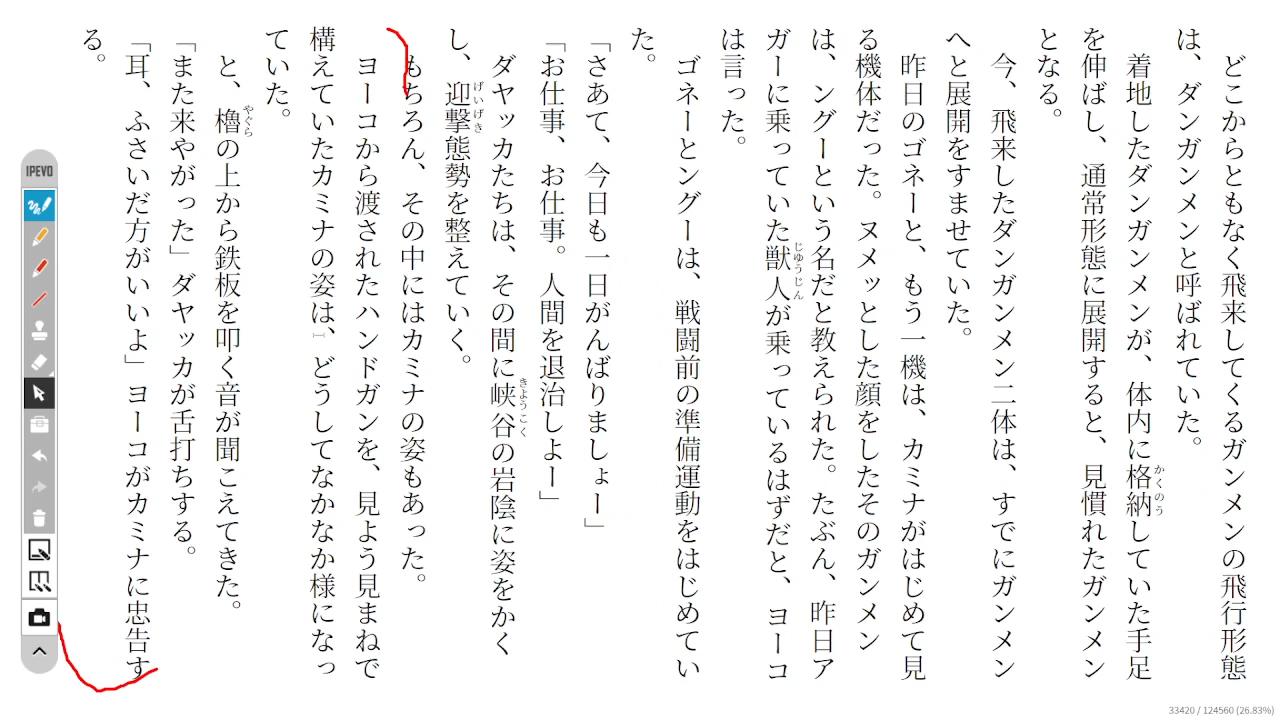 どこからともなく飛来してくるガンメンの飛行形態
は、ダンガンメンと呼ばれていた。
着地したダンガンメンが、体内に格納していた手足
かくのう
を伸ばし、通常形態に展開すると、見慣れたガンメン
となる。
今、飛来したダンガンメン二体は、すでにガンメン
へと展開をすませていた。
昨日のゴネーと、もう一機は、カミナがはじめて見
る機体だった。ヌメッとした顔をしたそのガンメン
は、ングーという名だと教えられた。たぶん、昨日ア
ガーに乗っていた獣人が乗っているはずだと、ヨーコ
じゆうじん
は言った。
ゴネーとングーは、戦闘前の準備運動をはじめてい
た。
「さあて、今日も一日がんばりましょー」
「お仕事、お仕事。人間を退治しよー」
ダヤッカたちは、その間に峡谷の岩陰に姿をかく
きようこく
し、迎撃態勢を整えていく。
げいげき
もちろん、その中にはカミナの姿もあった。
ヨーコから渡されたハンドガンを、見よう見まねで
構えていたカミナの姿は、どうしてなかなか様になっ
ていた。
と、櫓の上から鉄板を叩く音が聞こえてきた。
やぐら
「また来やがった」ダヤッカが舌打ちする。
「耳、ふさいだ方がいいよ」ヨーコがカミナに忠告す
る。
IPEVO
33420 / 124560 (26.83%)